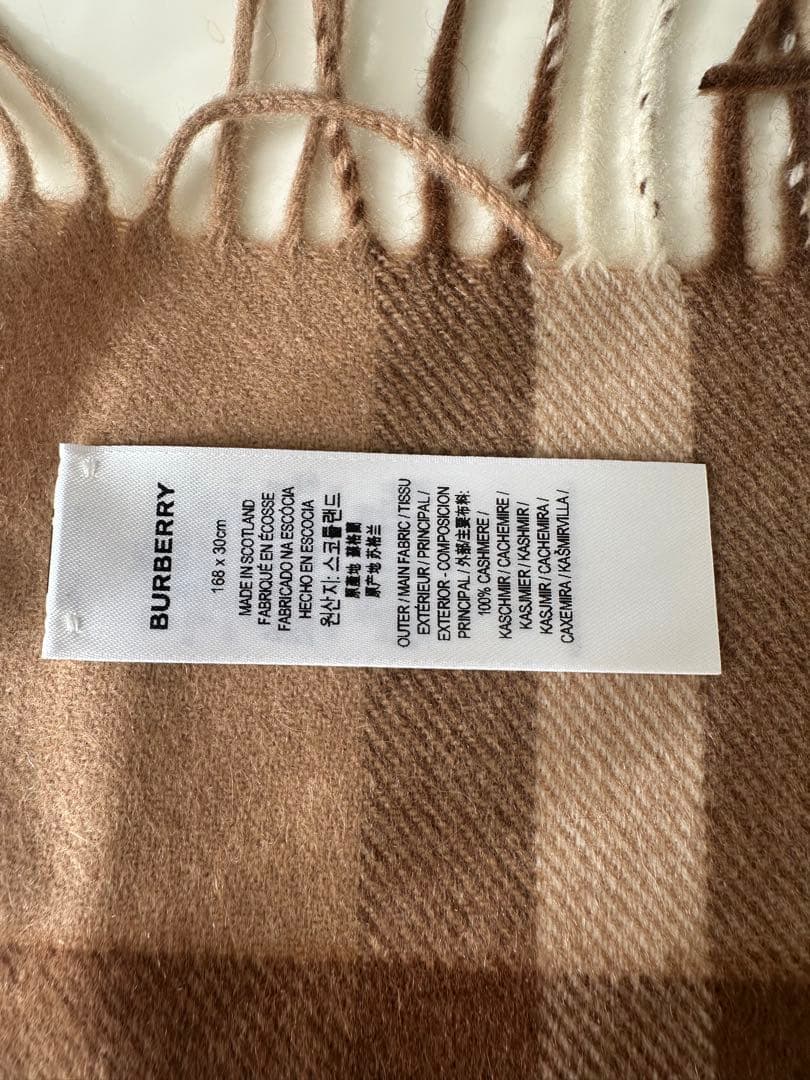 BURBERRY
168 x 30cm
MADE IN SCOTLAND
FABRIQUÉ EN ÉCOSSE
FABRICADO NA ESCÓCIA
HECHO EN ESCOCIA
원산지: 스코틀랜드
原產地 蘇格蘭
原产地 苏格兰
OUTER / MAIN FABRIC / TISSU
EXTÉRIEUR / PRINCIPAL /
EXTERIOR - COMPOSICION
PRINCIPAL / 外部/主要布料:
100% CASHMERE /
KASCHMIR / CACHEMIRE /
KASJMIER / KASHMIR /
KASJMIR / CACHEMIRA /
CAXEMIRA / KAŠMIRVILLA /